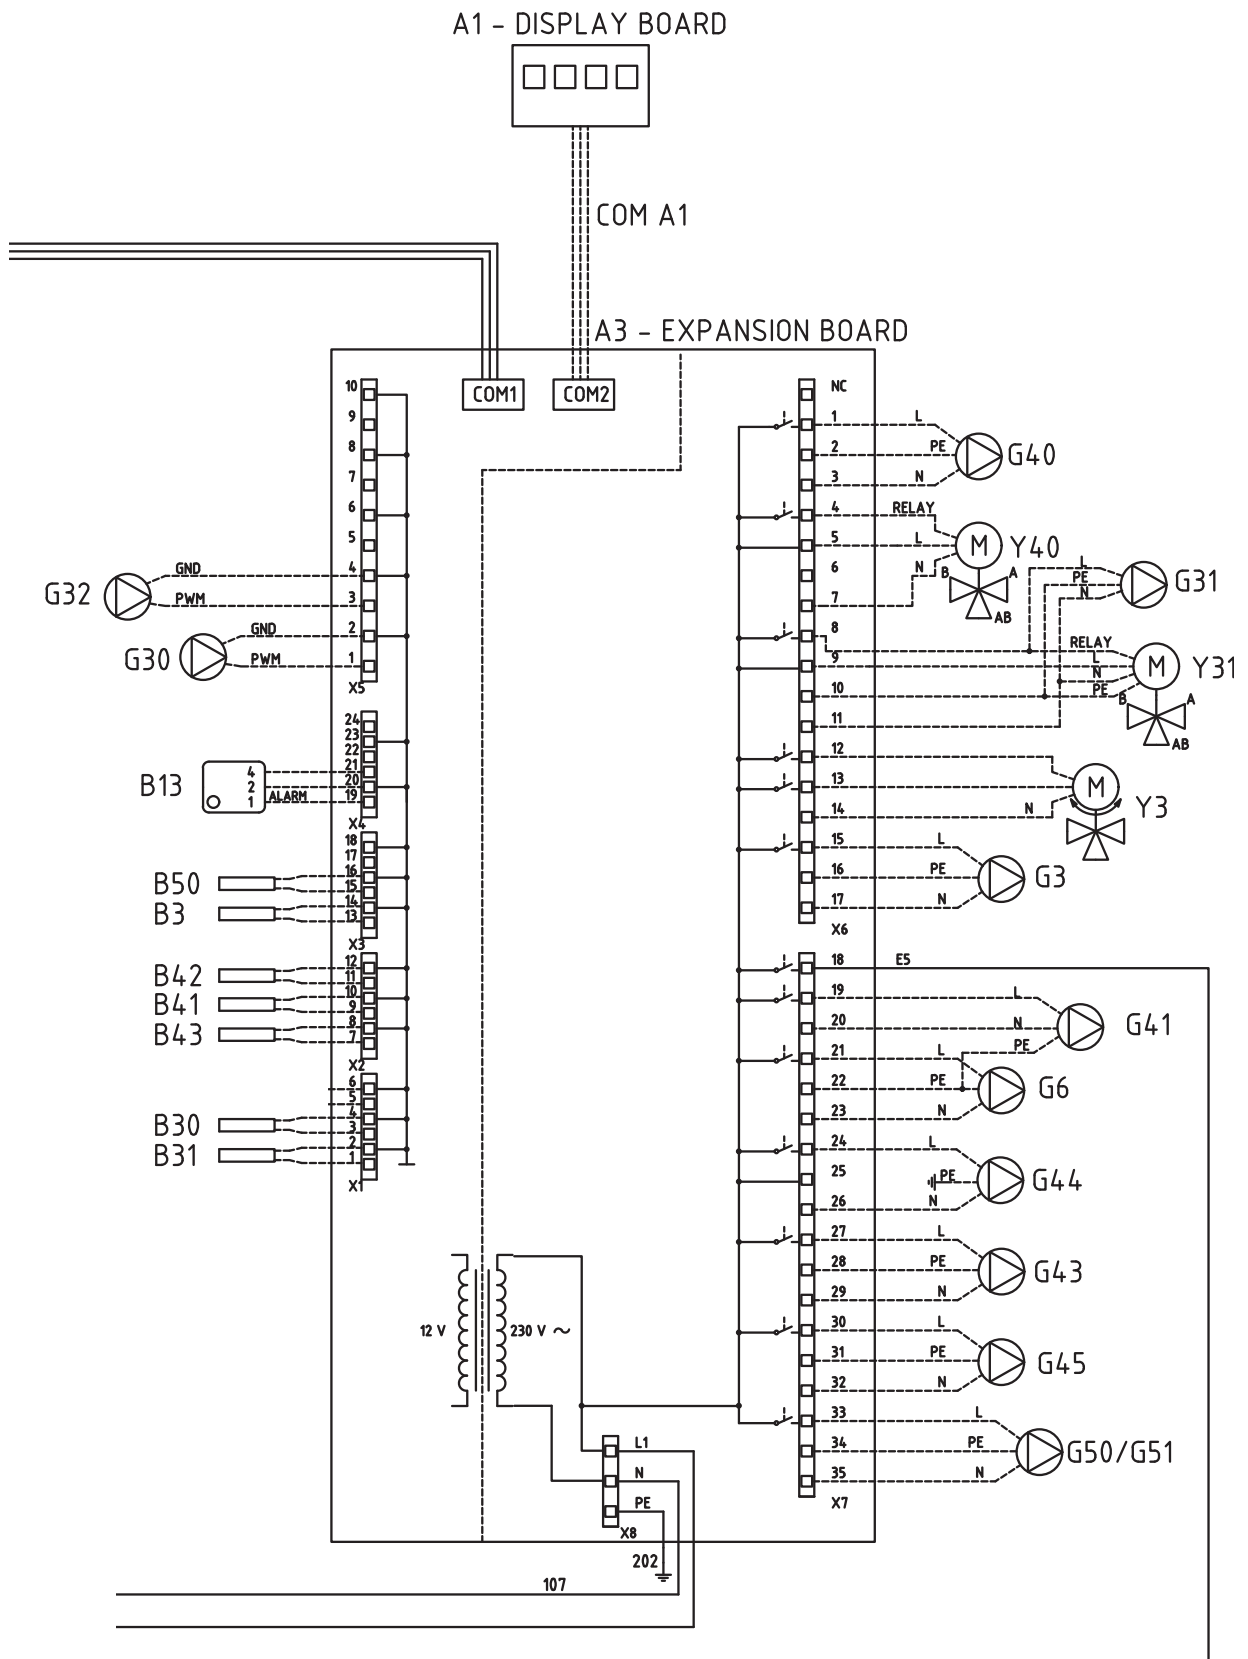 A1 - DISPLAY BOARD
COM A1
A3 - EXPANSION BOARD
COM1
COM2
10
9
8
7
6
5
4
3
2
1
X5
G32
GND
PWM
G30
GND
PWM
24
23
22
21
20
19
X4
B13
4
2
1
ALARM
18
17
16
15
14
13
X3
B50
B3
12
11
10
9
8
7
X2
B42
B41
B43
6
5
4
3
2
1
X1
B30
B31
12 V
230 V ~
NC
1 L
2 PE
3 N
G40
4 RELAY
5 L
6
7 N
M
Y40
B
A
AB
8
9
10
11
L
PE
N
G31
RELAY
L
N
PE
M
Y31
B
A
AB
12
13
14 N
M
Y3
15 L
16 PE
17 N
G3
X6
18 E5
19 L
20 N
PE
G41
21 L
22 PE
23 N
G6
24 L
25 PE
26 N
G44
27 L
28 PE
29 N
G43
30 L
31 PE
32 N
G45
33 L
34 PE
35 N
G50/G51
X7
L1
N
PE
X8
202
107